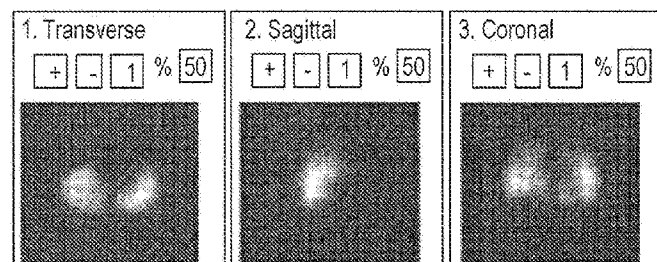 1. Transverse
+ - 1 % 50
2. Sagittal
+ - 1 % 50
3. Coronal
+ - 1 % 50